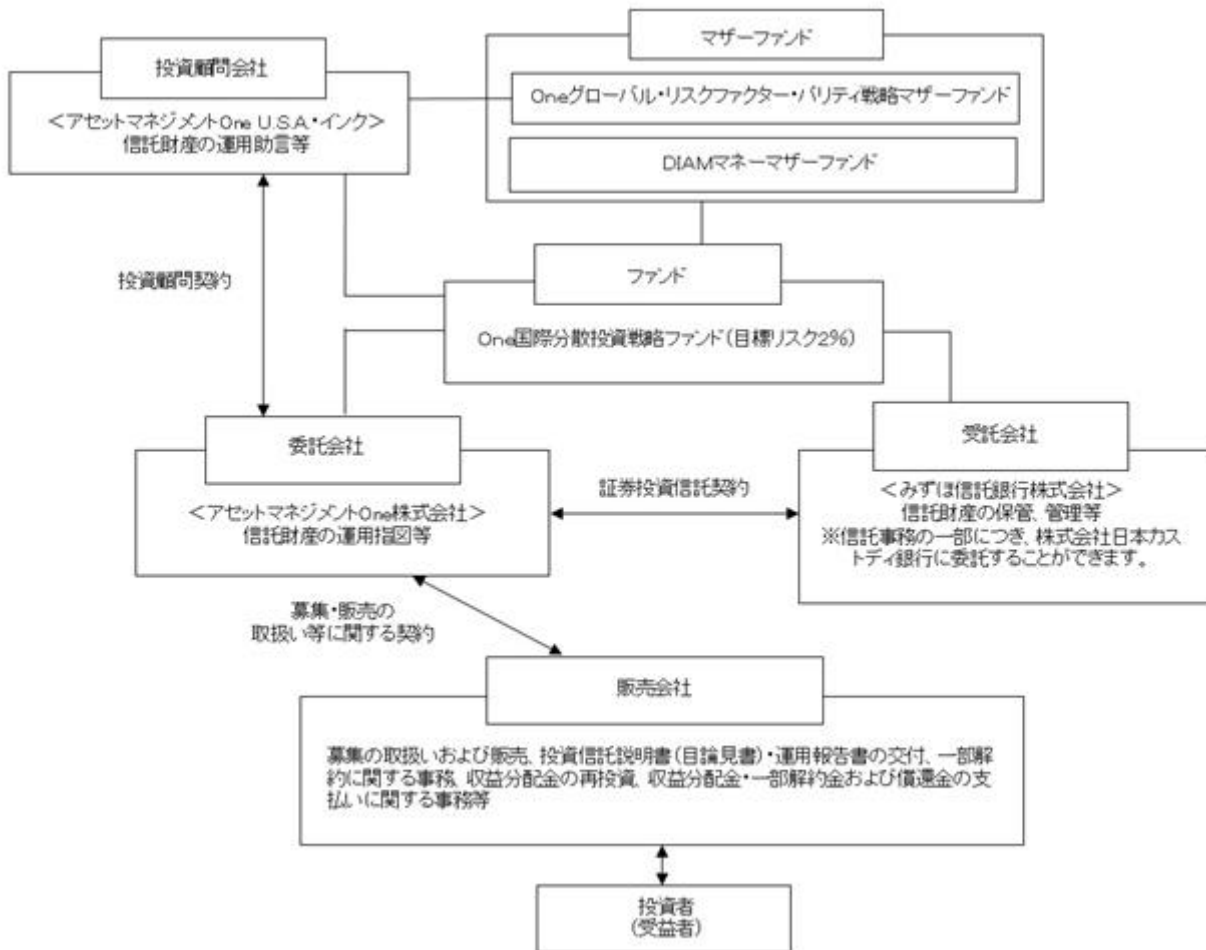 マザーファンド
投資顧問会社
Oneグローバル・リスクファクター・パリティ戦略マザーファンド
<アセットマネジメントOne U.S.A.・インク>
信託財産の運用助言等
DIAMマネーマザーファンド
ファンド
投資顧問契約
One国際分散投資戦略ファンド(目標リスク2%)
委託会社
受託会社
証券投資信託契約
<アセットマネジメントOne株式会社>
信託財産の運用指図等
<みずほ信託銀行株式会社>
信託財産の保管、管理等
※信託事務の一部につき、株式会社日本カス
トディ銀行に委託することができます。
募集・販売の
取扱い等に関する契約
販売会社
募集の取扱いおよび販売、投資信託説明書(目論見書)・運用報告書の交付、一部解
約に関する事務、収益分配金の再投資、収益分配金・一部解約金および償還金の支
払いに関する事務等
投資者
(受益者)